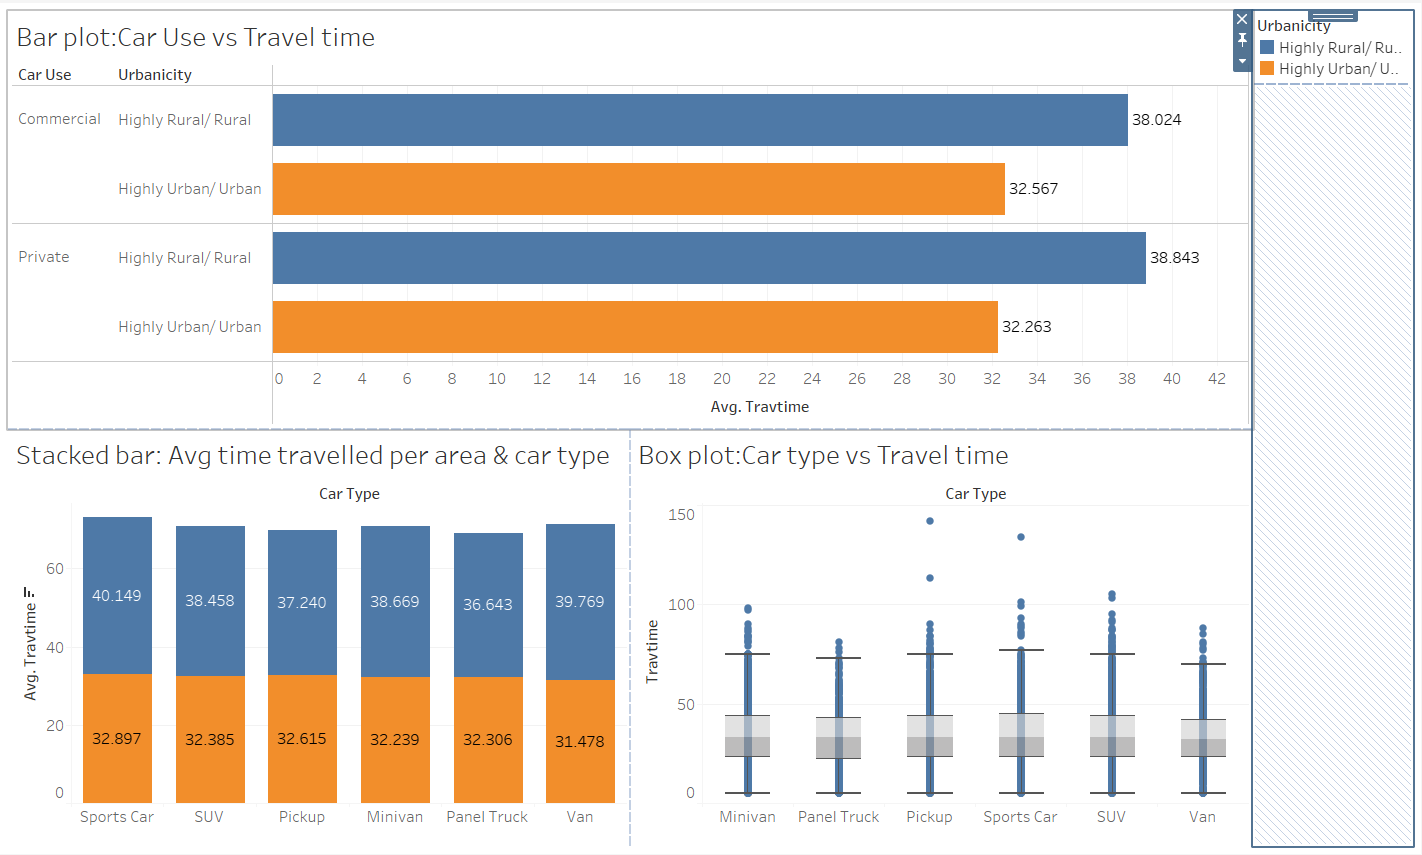 Bar plot:Car Use vs Travel time
Car Use Urbanicity
Commercial Highly Rural/ Rural 38.024
Highly Urban/ Urban 32.567
Private Highly Rural/ Rural 38.843
Highly Urban/ Urban 32.263
0 2 4 6 8 10 12 14 16 18 20 22 24 26 28 30 32 34 36 38 40 42
Avg. Travtime
Urbanicity
Highly Rural/ Ru..
Highly Urban/ U..
Stacked bar: Avg time travelled per area & car type
Car Type
Avg. Travtime
60
40
20
0
40.149 38.458 37.240 38.669 36.643 39.769
32.897 32.385 32.615 32.239 32.306 31.478
Sports Car SUV Pickup Minivan Panel Truck Van
Box plot:Car type vs Travel time
Car Type
Travtime
150
100
50
0
Minivan Panel Truck Pickup Sports Car SUV Van